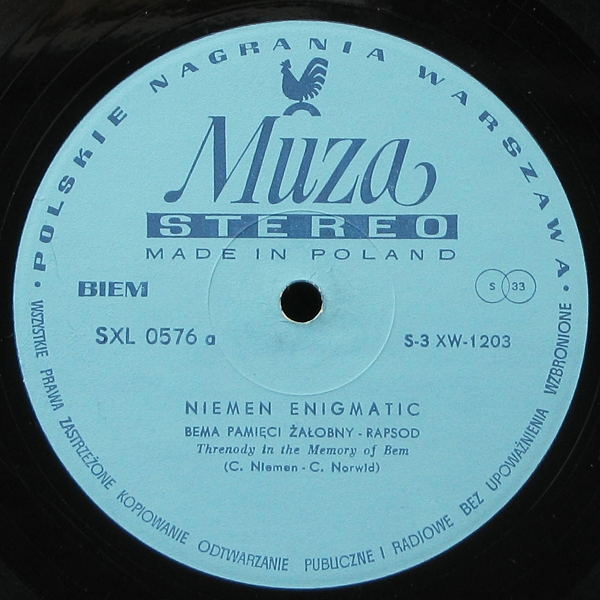 • POLSKIE NAGRANIA WARSZAWA •
Muza
STEREO
MADE IN POLAND
BIEM
S 33
SXL 0576 a
S-3 XW-1203
NIEMEN ENIGMATIC
BEMA PAMIĘCI ŻAŁOBNY - RAPSOD
Threnody in the Memory of Bem
(C. Niemen - C. Norwid)
WSZYSTKIE PRAWA ZASTRZEŻONE KOPIOWANIE ODTWARZANIE PUBLICZNE I RADIOWE BEZ UPOWAŻNIENIA WZBRONIONE